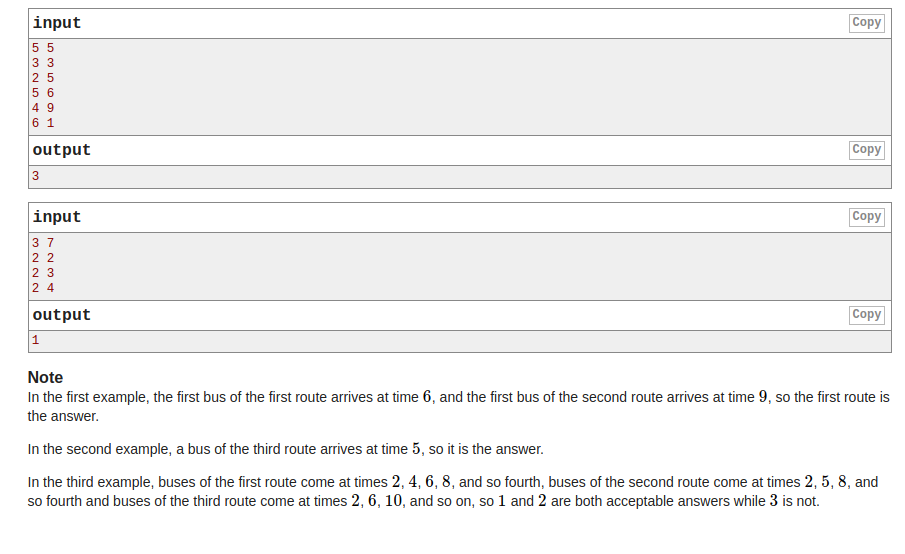 input
Copy
5 5
3 3
2 5
5 6
4 9
6 1
output
Copy
3
input
Copy
3 7
2 2
2 3
2 4
output
Copy
1
Note
In the first example, the first bus of the first route arrives at time 6, and the first bus of the second route arrives at time 9, so the first route is
the answer.
In the second example, a bus of the third route arrives at time 5, so it is the answer.
In the third example, buses of the first route come at times 2, 4, 6, 8, and so fourth, buses of the second route come at times 2, 5, 8, and
so fourth and buses of the third route come at times 2, 6, 10, and so on, so 1 and 2 are both acceptable answers while 3 is not.